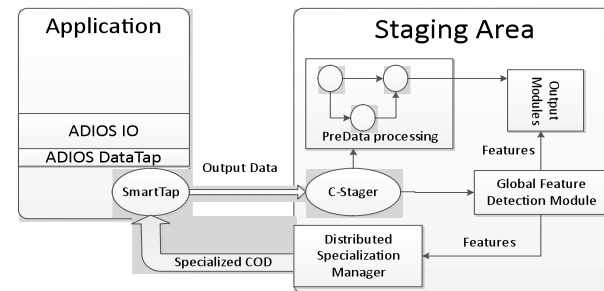 Application
ADIOS IO
ADIOS DataTap
SmartTap
Output Data
Staging Area
PreData processing
Output
Modules
Features
C-Stager
Global Feature
Detection Module
Features
Distributed
Specialization
Manager
Specialized COD